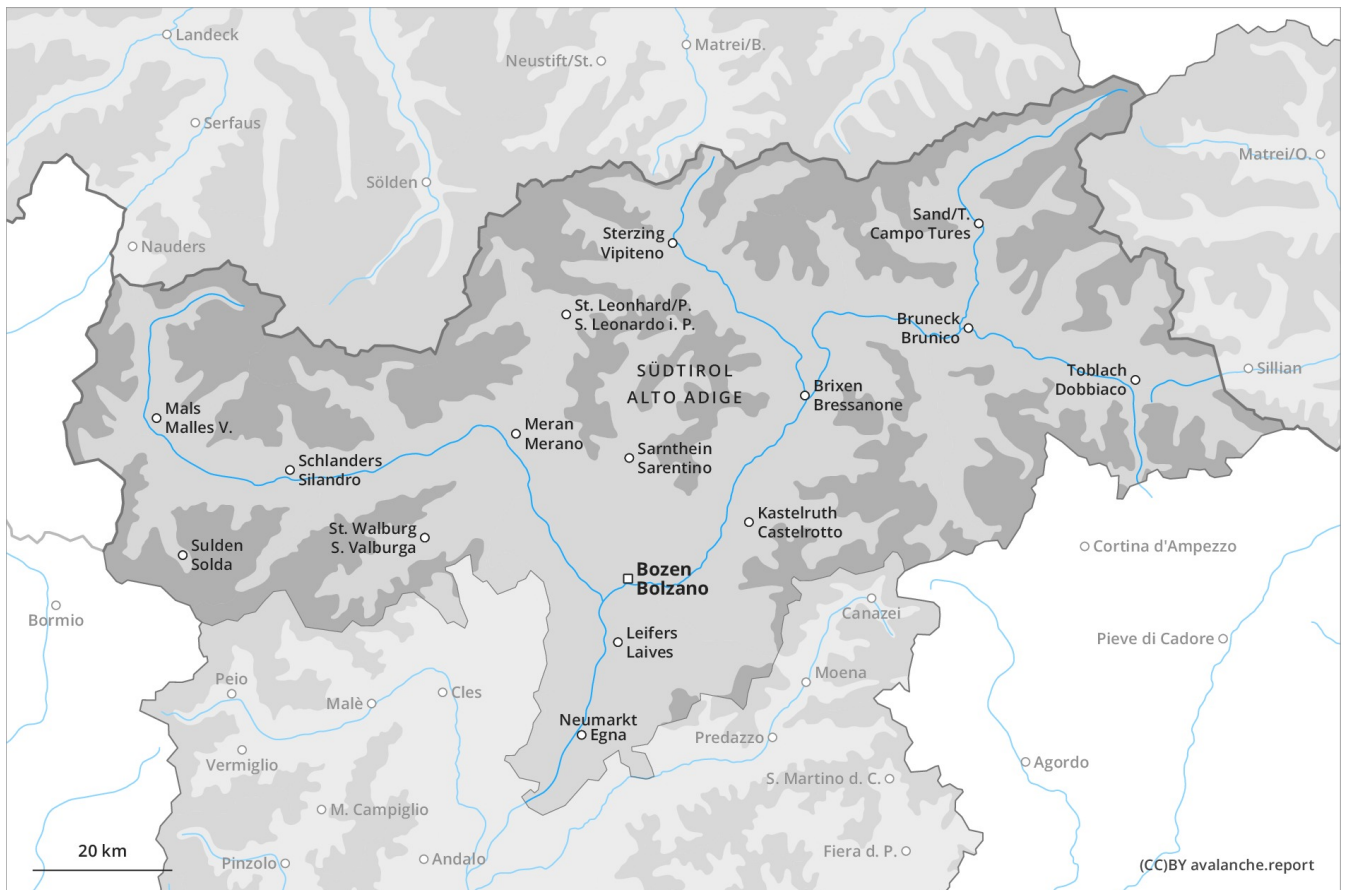 Landeck
Matrei/B.
Neustift/St.
Serfaus
Matrei/O.
Sölden
Sand/T.
Campo Tures
Sterzing
Vipiteno
Nauders
St. Leonhard/P.
S. Leonardo i. P.
Bruneck
Brunico
SÜDTIROL
ALTO ADIGE
Toblach
Dobbiaco
Sillian
Brixen
Bressanone
Mals
Malles V.
Meran
Merano
Sarnthein
Sarentino
Schlanders
Silandro
Kastelruth
Castelrotto
St. Walburg
S. Valburga
Sulden
Solda
Cortina d'Ampezzo
Bozen
Bolzano
Bormio
Canazei
Leifers
Laives
Pieve di Cadore
Peio
Moena
Malè
Cles
Neumarkt
Egna
Predazzo
Vermiglio
Agordo
S. Martino d. C.
M. Campiglio
20 km
Fiera d. P.
Pinzolo
Andalo
(CC)BY avalanche.report